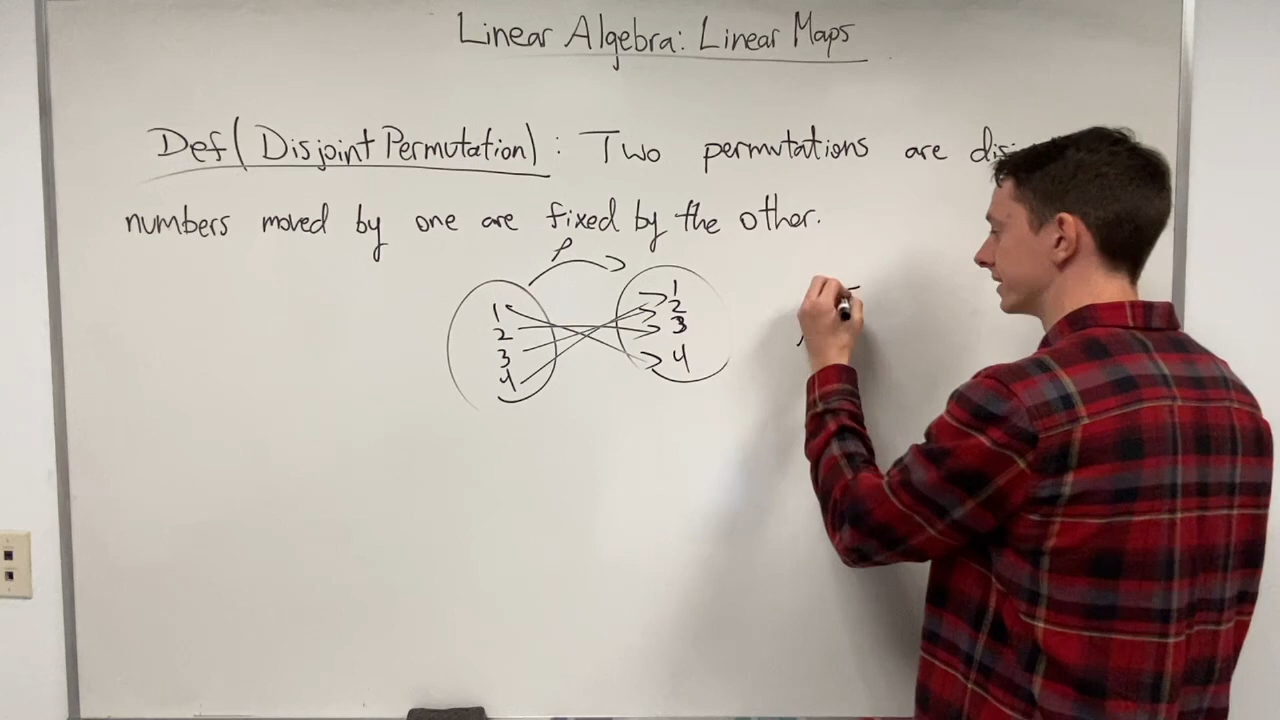 Linear Algebra: Linear Maps
Def(Disjoint Permutation): Two permutations are
numbers moved by one are fixed by the other.
ρ
1 1
2 2
3 3
4 4